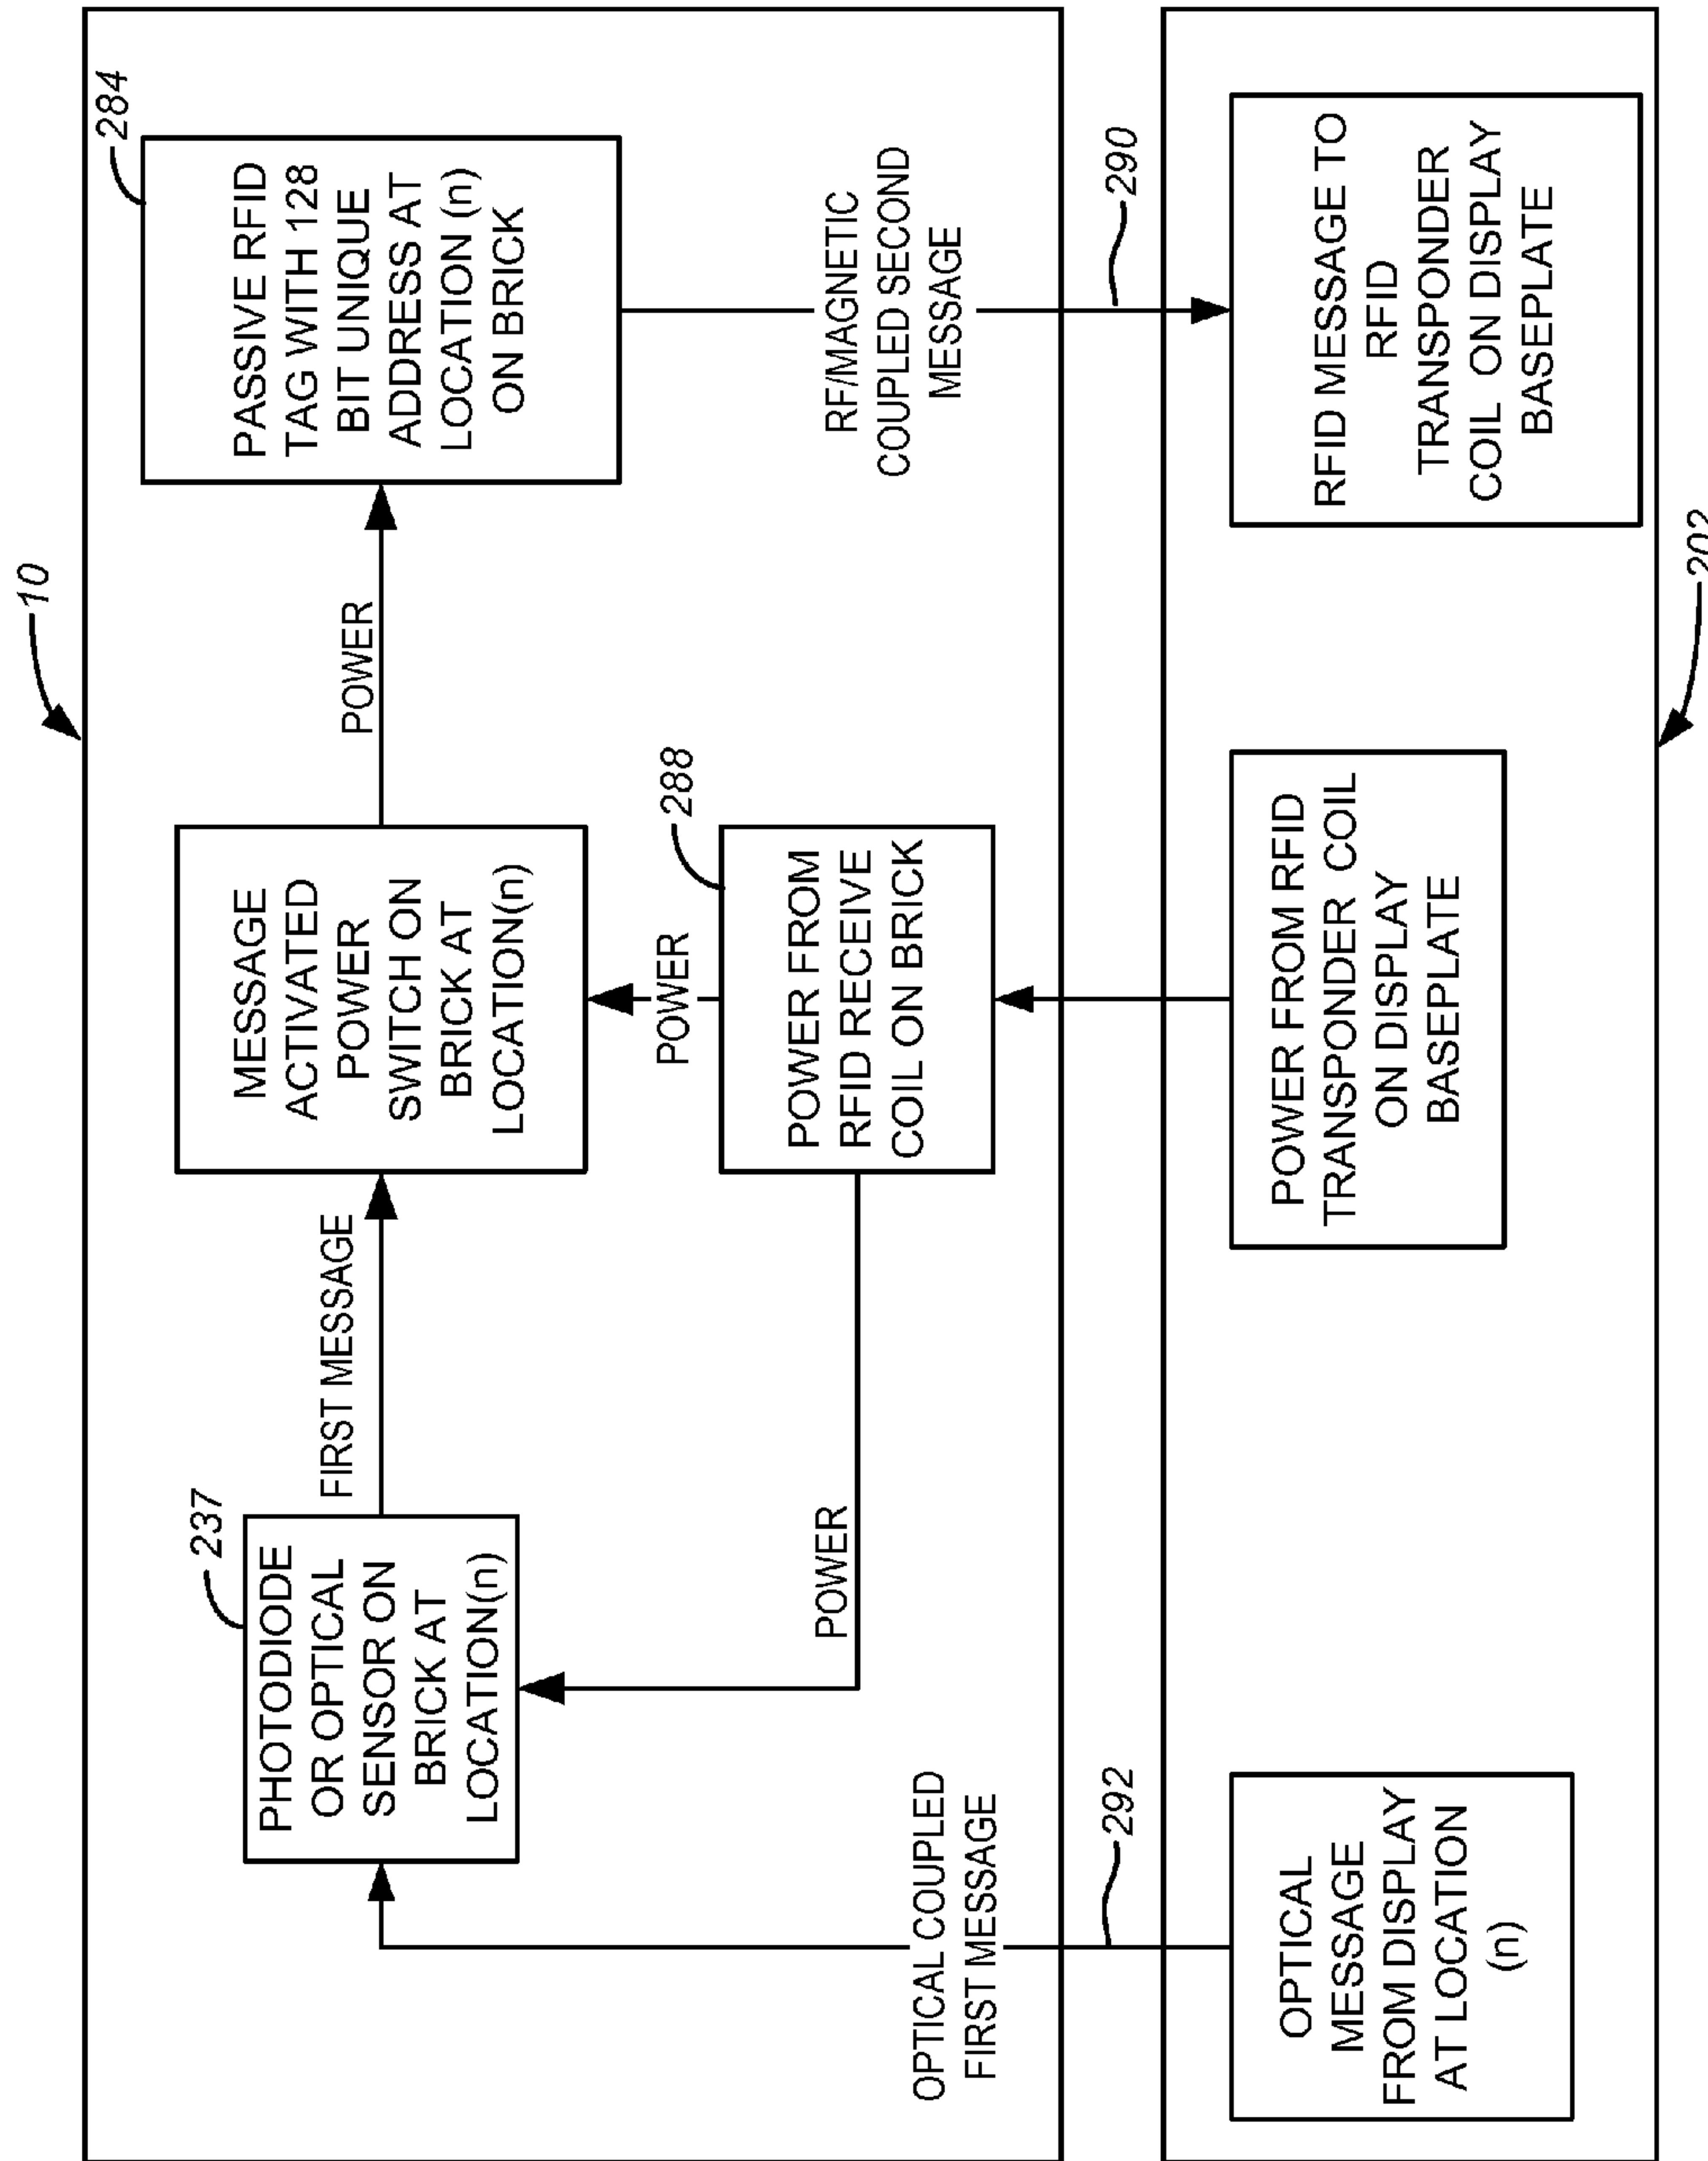 10
284
PASSIVE RFID
TAG WITH 128
BIT UNIQUE
ADDRESS AT
LOCATION (n)
ON BRICK
POWER
MESSAGE
ACTIVATED
POWER
SWITCH ON
BRICK AT
LOCATION(n)
FIRST MESSAGE
237
PHOTODIODE
OR OPTICAL
SENSOR ON
BRICK AT
LOCATION(n)
POWER
288
POWER FROM
RFID RECEIVE
COIL ON BRICK
POWER
RF/MAGNETIC
COUPLED SECOND
MESSAGE
290
OPTICAL COUPLED
FIRST MESSAGE
292
OPTICAL
MESSAGE
FROM DISPLAY
AT LOCATION
(n)
POWER FROM RFID
TRANSPONDER COIL
ON DISPLAY
BASEPLATE
RFID MESSAGE TO
RFID
TRANSPONDER
COIL ON DISPLAY
BASEPLATE
202